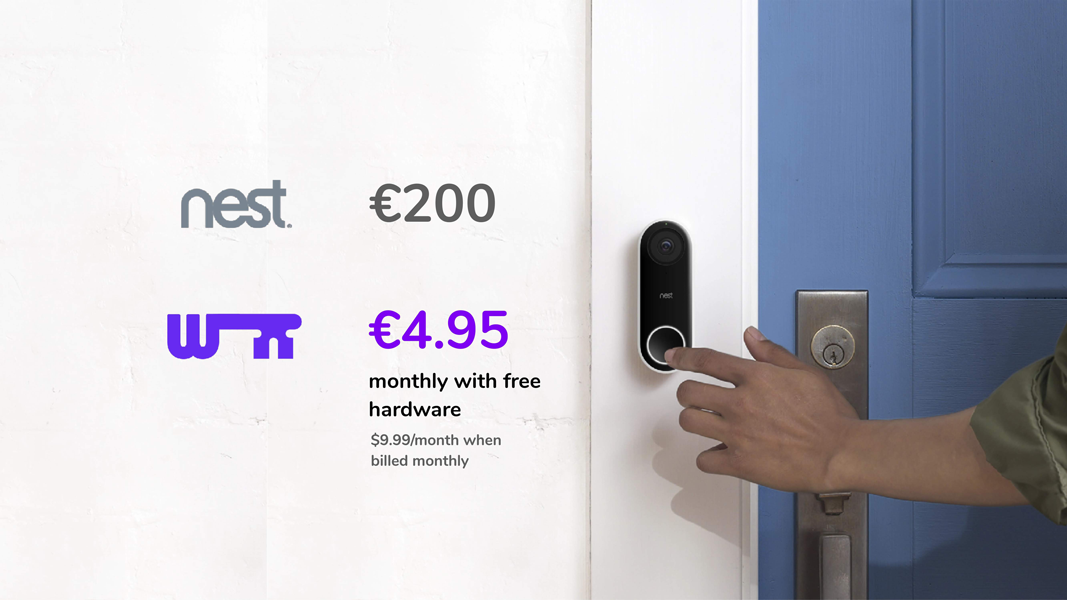 nest.
€200
€4.95
monthly with free
hardware
$9.99/month when
billed monthly
nest